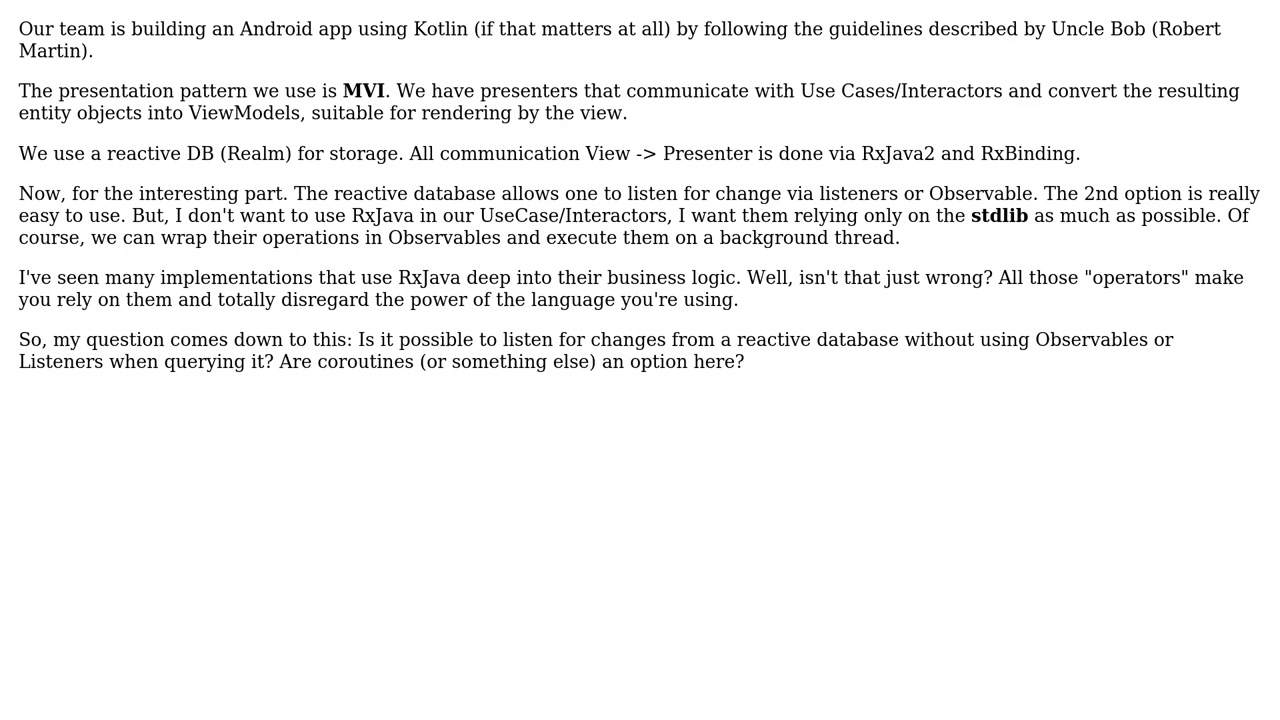 Our team is building an Android app using Kotlin (if that matters at all) by following the guidelines described by Uncle Bob (Robert
Martin).
The presentation pattern we use is MVI. We have presenters that communicate with Use Cases/Interactors and convert the resulting
entity objects into ViewModels, suitable for rendering by the view.
We use a reactive DB (Realm) for storage. All communication View -> Presenter is done via RxJava2 and RxBinding.
Now, for the interesting part. The reactive database allows one to listen for change via listeners or Observable. The 2nd option is really
easy to use. But, I don't want to use RxJava in our UseCase/Interactors, I want them relying only on the stdlib as much as possible. Of
course, we can wrap their operations in Observables and execute them on a background thread.
I've seen many implementations that use RxJava deep into their business logic. Well, isn't that just wrong? All those "operators" make
you rely on them and totally disregard the power of the language you're using.
So, my question comes down to this: Is it possible to listen for changes from a reactive database without using Observables or
Listeners when querying it? Are coroutines (or something else) an option here?